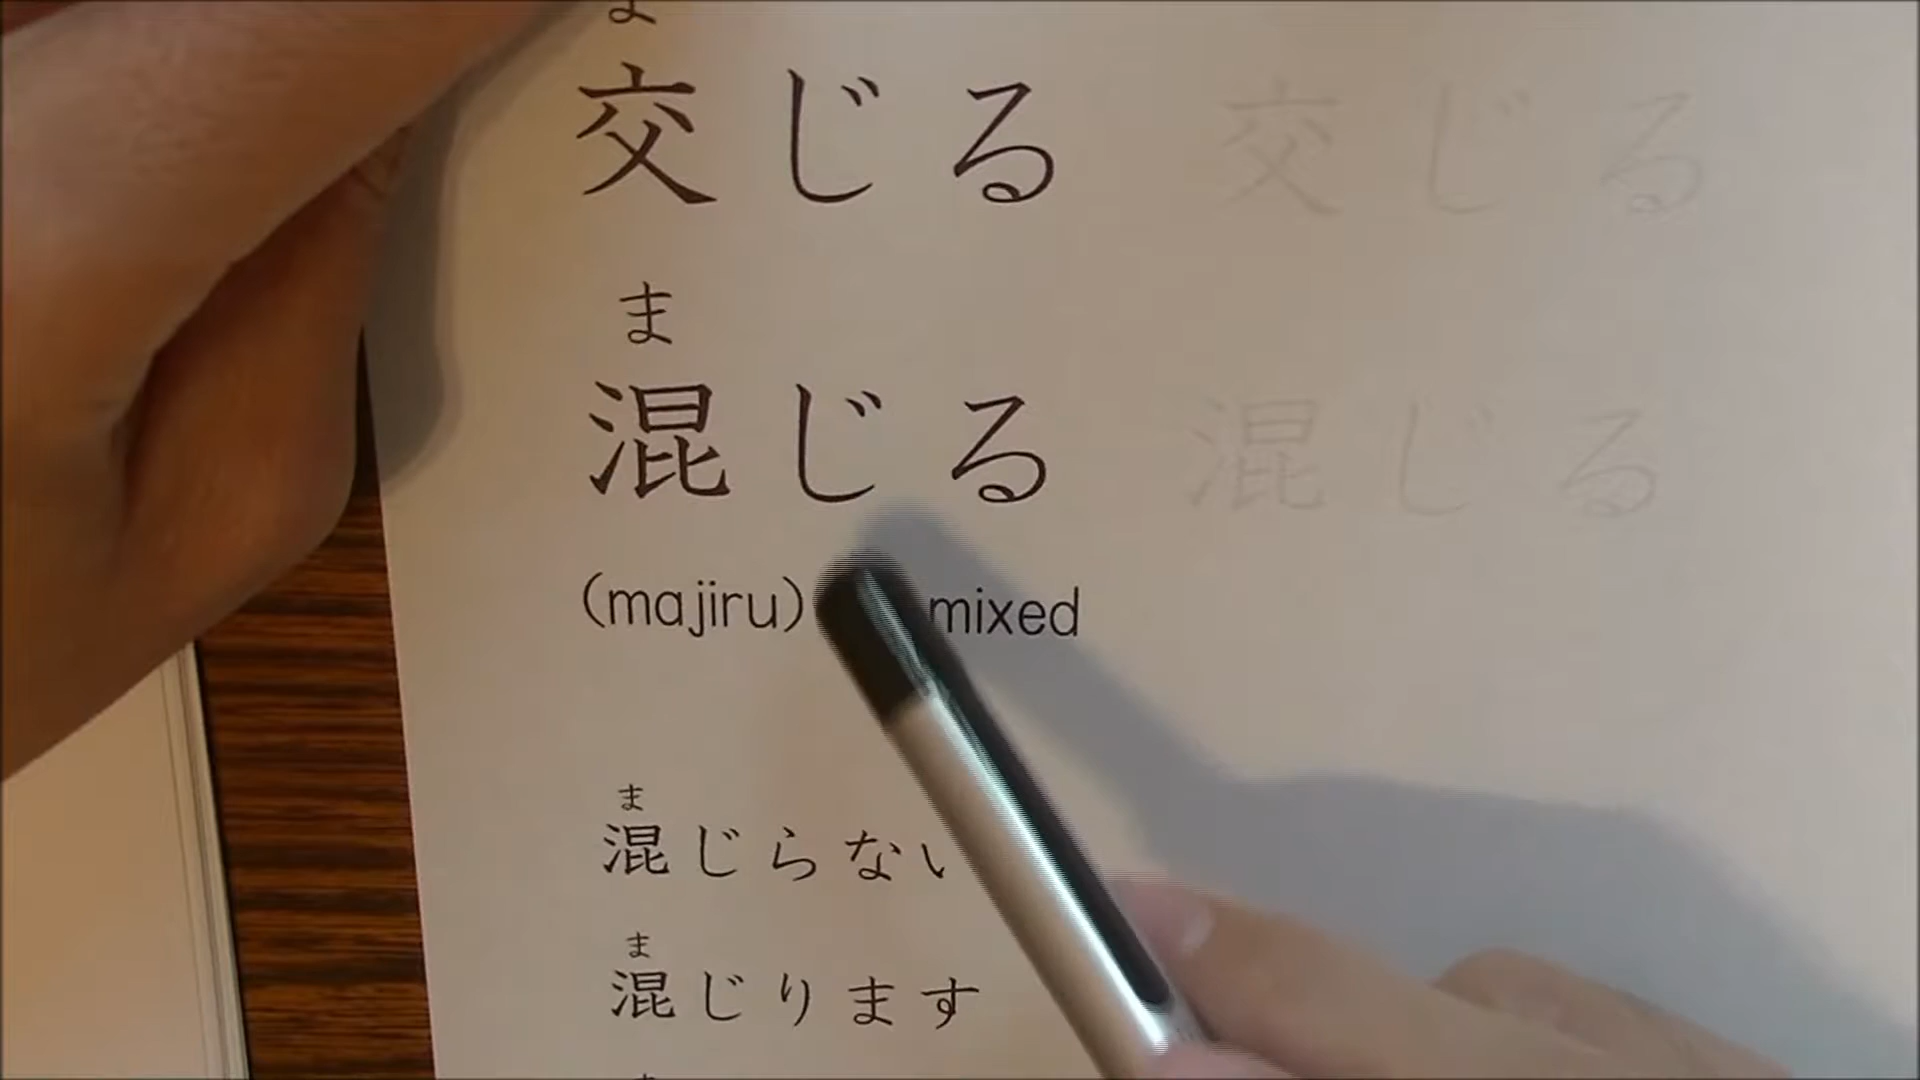 ま
交じる 交じる
ま
混じる 混じる
(majiru) mixed
ま
混じらない
ま
混じります